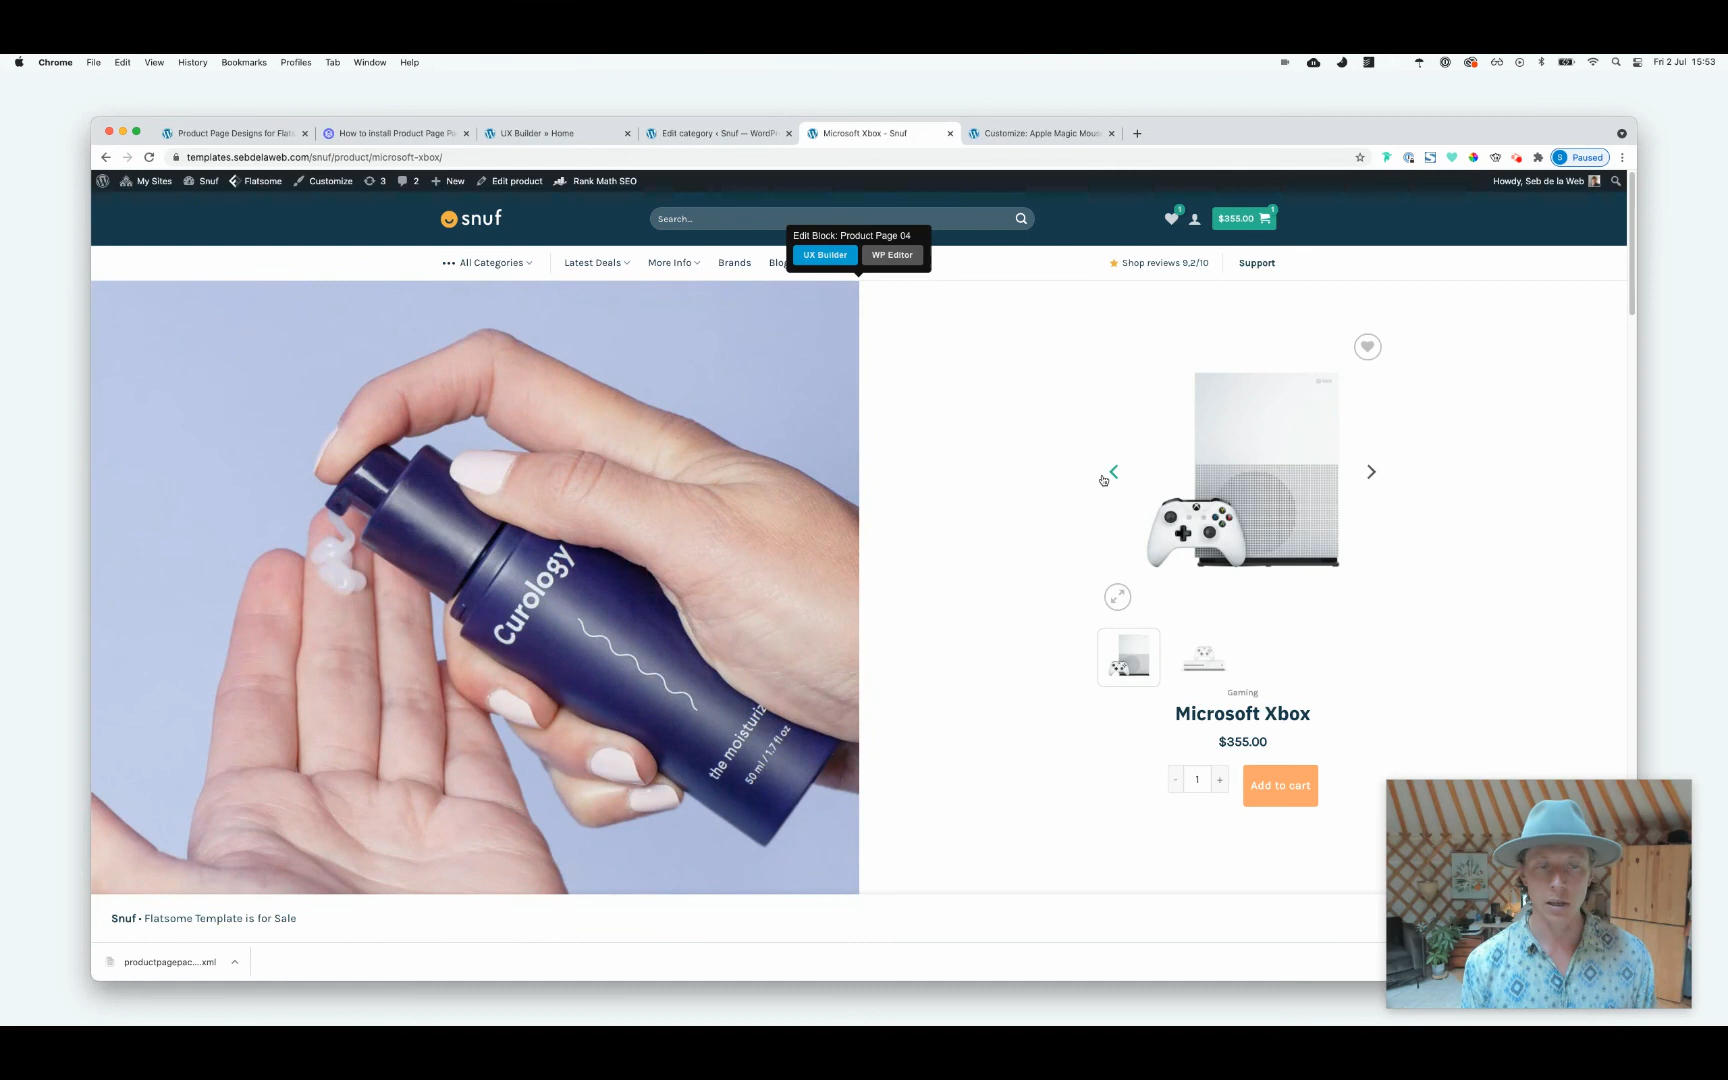 Chrome File Edit View History Bookmarks Profiles Tab Window Help
Fri 2 Jul 15:53
Product Page Designs for Flats
How to install Product Page Pa
UX Builder » Home
Edit category ‹ Snuf — WordPr
Microsoft Xbox - Snuf
Customize: Apple Magic Mous
templates.sebdelaweb.com/snuf/product/microsoft-xbox/
S Paused
My Sites Snuf Flatsome Customize 3 2 New Edit product Rank Math SEO
Howdy, Seb de la Web
snuf
Search...
1
$355.00
1
Edit Block: Product Page 04
UX Builder WP Editor
All Categories Latest Deals More Info Brands Blog
Shop reviews 9,2/10 Support
Curology
the moisturiz
50 ml / 1.7 fl oz
Gaming
Microsoft Xbox
$355.00
- 1 +
Add to cart
Snuf · Flatsome Template is for Sale
productpagepac....xml